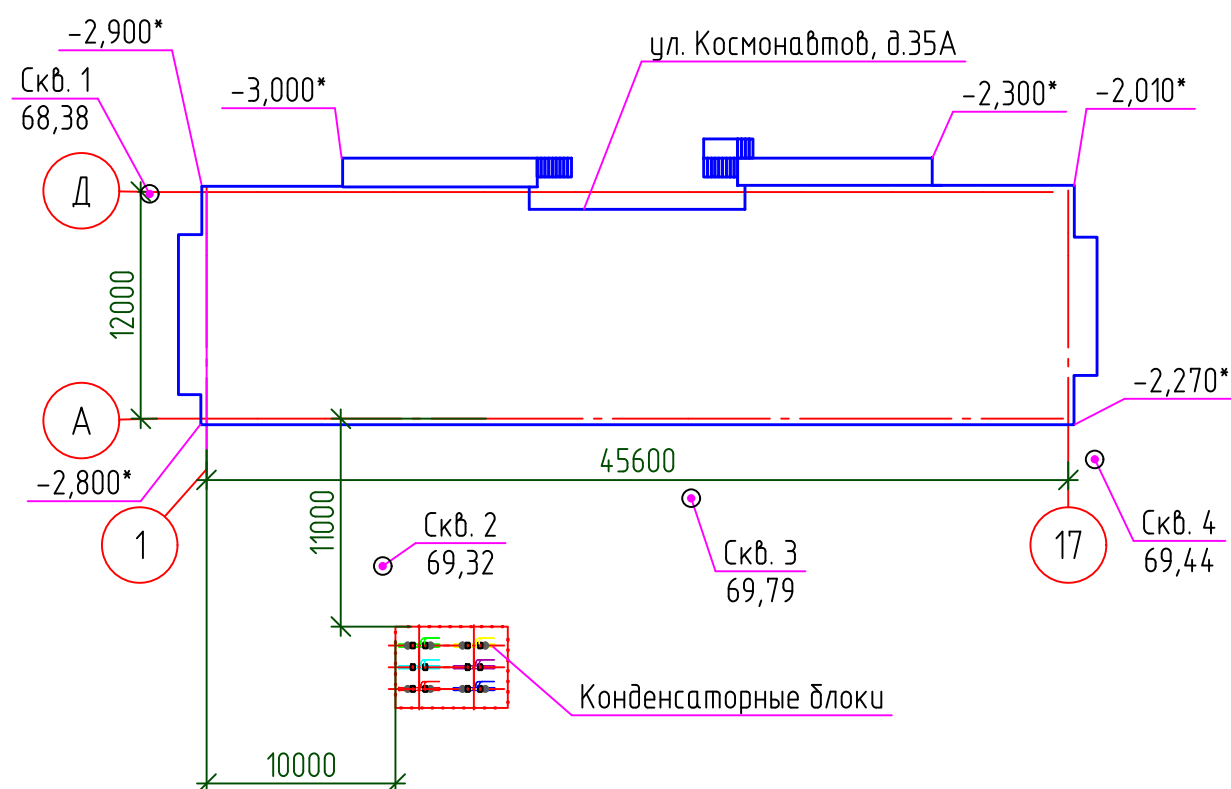 -2,900*
ул. Космонавтов, д.35А
Скв. 1
68,38
-3,000*
-2,300*
-2,010*
Д
12000
А
-2,270*
-2,800*
45600
1
11000
Скв. 2
69,32
Скв. 3
69,79
17
Скв. 4
69,44
Конденсаторные блоки
10000